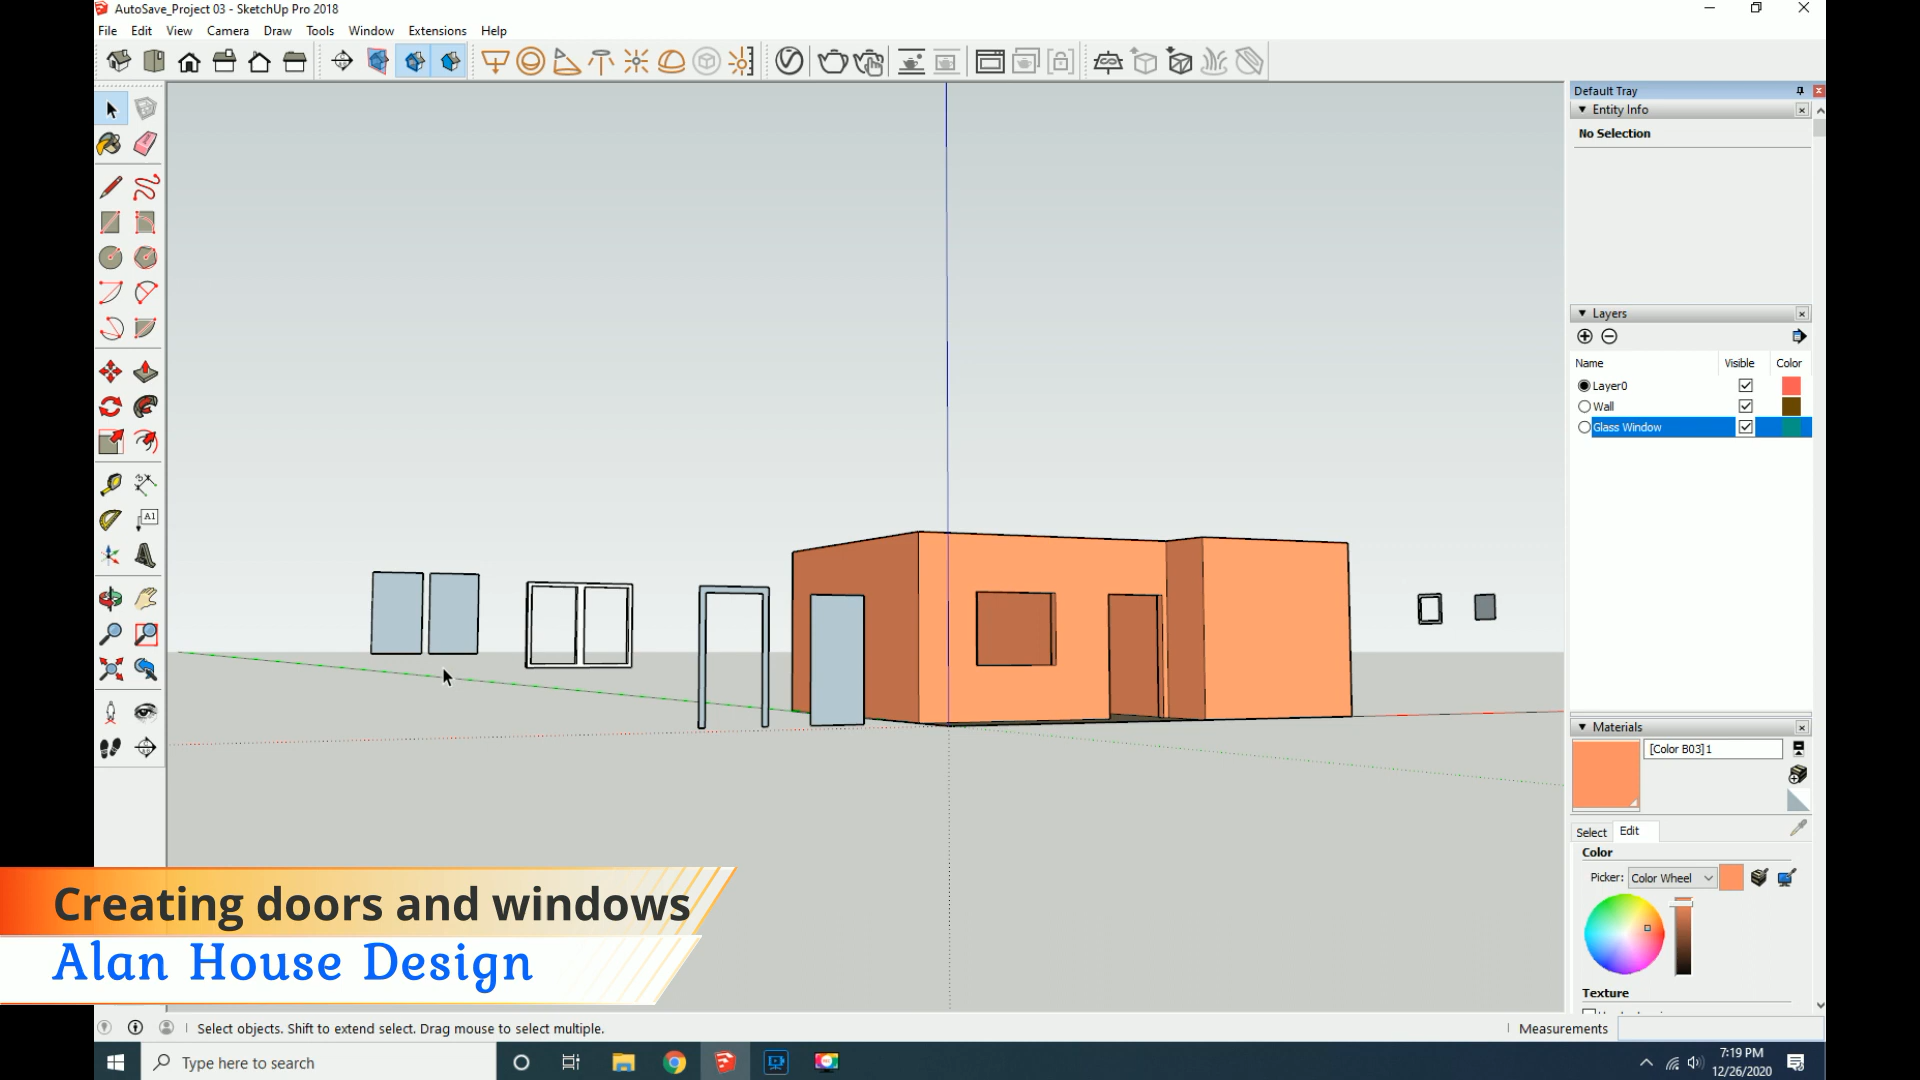 AutoSave_Project 03 - SketchUp Pro 2018
File Edit View Camera Draw Tools Window Extensions Help
Default Tray
Entity Info
No Selection
A1
Layers
Name Visible Color
Layer0
Wall
Glass Window
Materials
[Color B03]1
Select Edit
Color
Picker: Color Wheel
Texture
Creating doors and windows
Alan House Design
Select objects. Shift to extend select. Drag mouse to select multiple.
Measurements
Type here to search
7:19 PM
12/26/2020